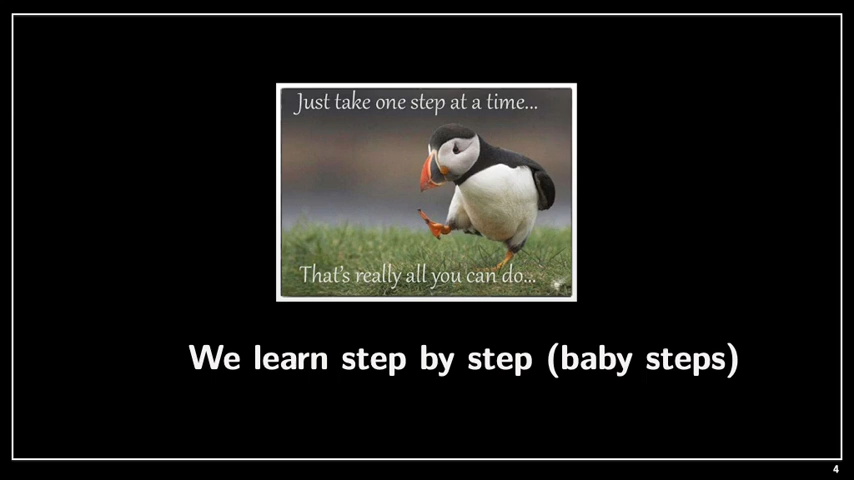 Just take one step at a time...
That's really all you can do...
We learn step by step (baby steps)
4